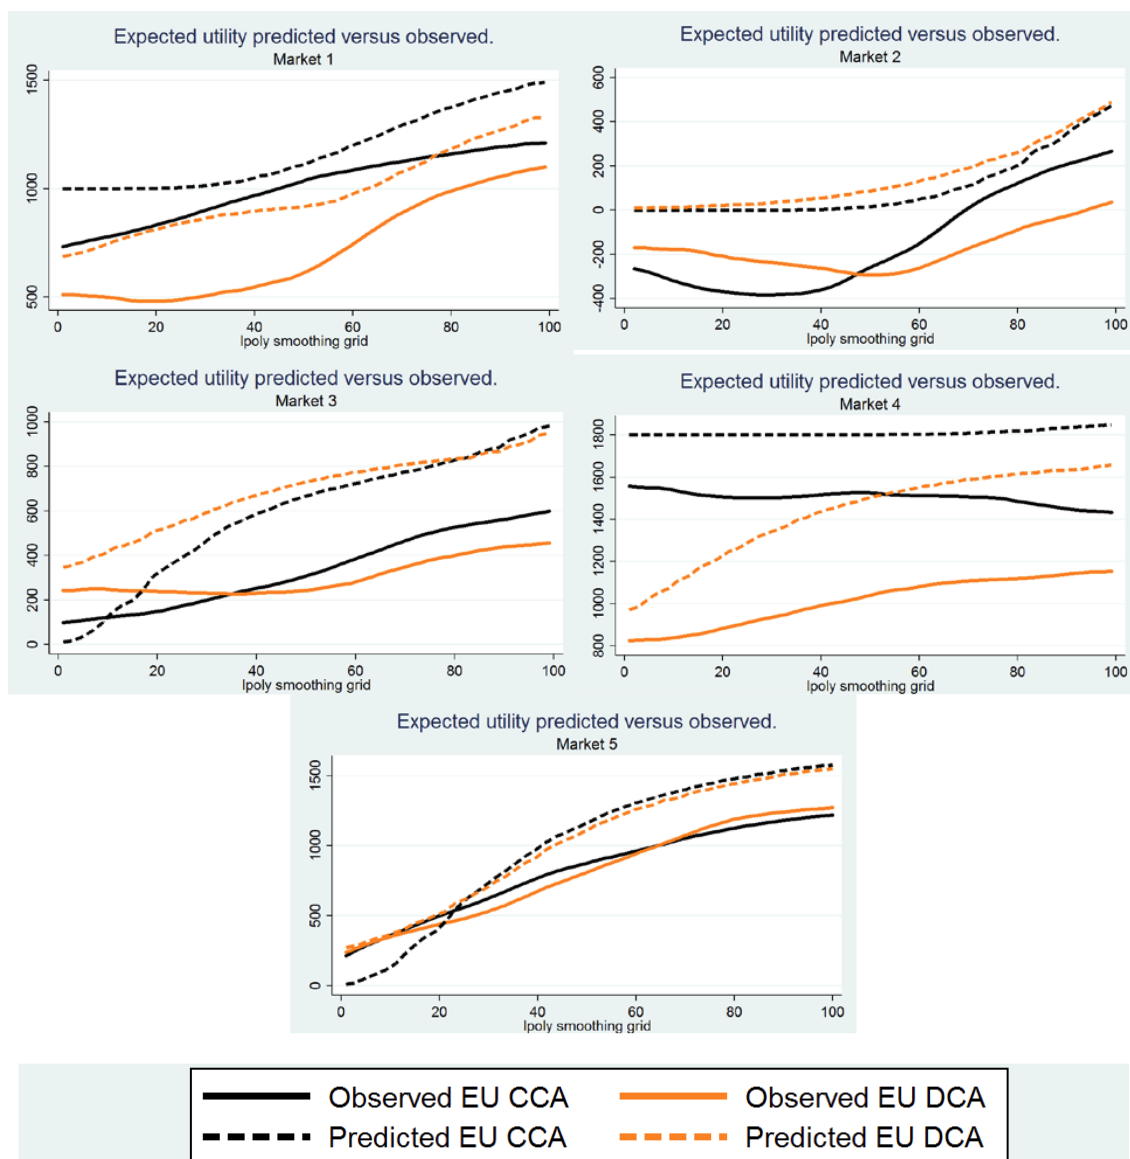 Expected utility predicted versus observed.
Market 1
1500
1000
500
0 20 40 60 80 100
lpoly smoothing grid
Expected utility predicted versus observed.
Market 2
600
400
200
0
-200
-400
0 20 40 60 80 100
lpoly smoothing grid
Expected utility predicted versus observed.
Market 3
1000
800
600
400
200
0
0 20 40 60 80 100
lpoly smoothing grid
Expected utility predicted versus observed.
Market 4
1800
1600
1400
1200
1000
800
0 20 40 60 80 100
lpoly smoothing grid
Expected utility predicted versus observed.
Market 5
1500
1000
500
0
0 20 40 60 80 100
lpoly smoothing grid
Observed EU CCA Observed EU DCA
Predicted EU CCA Predicted EU DCA